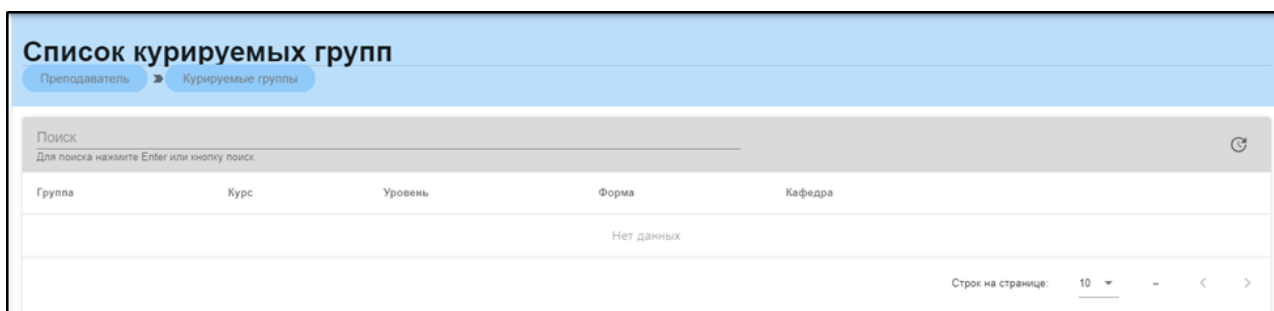 Список курируемых групп
Преподаватель Курируемые группы
Поиск
Для поиска нажмите Enter или кнопку поиск
Группа Курс Уровень Форма Кафедра
Нет данных
Строк на странице: 10 –